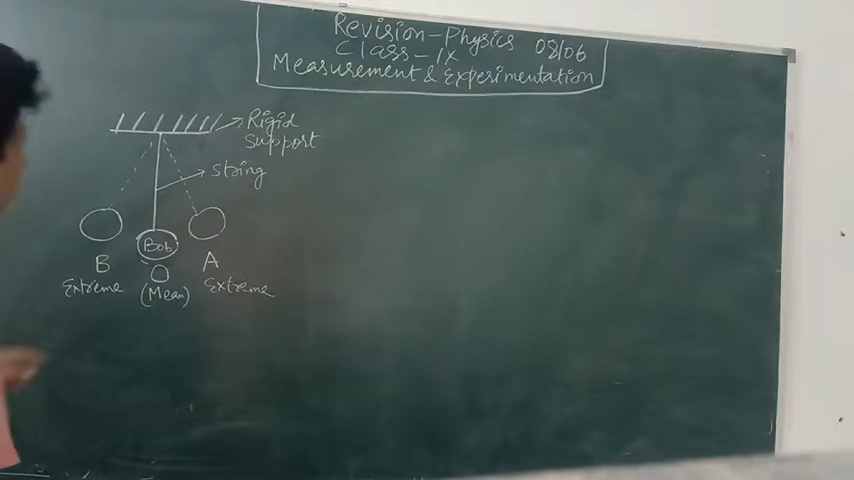 Revision-Physics 08/06
Class-IX
Measurement & Experimentation
Rigid
Support
String
Bob
B
O
A
Extreme
(Mean)
Extreme